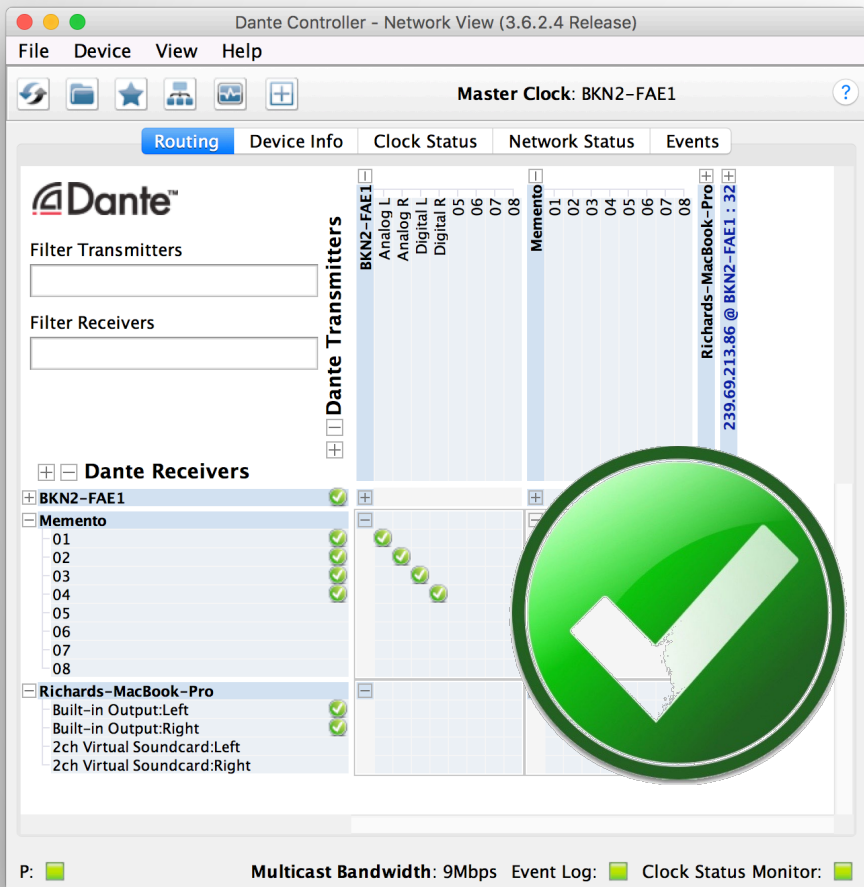 Dante Controller - Network View (3.6.2.4 Release)
File Device View Help
Master Clock: BKN2-FAE1
?
Routing Device Info Clock Status Network Status Events
Dante™
Filter Transmitters
Filter Receivers
Dante Transmitters
BKN2-FAE1
Analog L
Analog R
Digital L
Digital R
05
06
07
08
Memento
01
02
03
04
05
06
07
08
Richards-MacBook-Pro
239.69.213.86 @ BKN2-FAE1 : 32
Dante Receivers
BKN2-FAE1
Memento
01
02
03
04
05
06
07
08
Richards-MacBook-Pro
Built-in Output:Left
Built-in Output:Right
2ch Virtual Soundcard:Left
2ch Virtual Soundcard:Right
P: Multicast Bandwidth: 9Mbps Event Log: Clock Status Monitor: